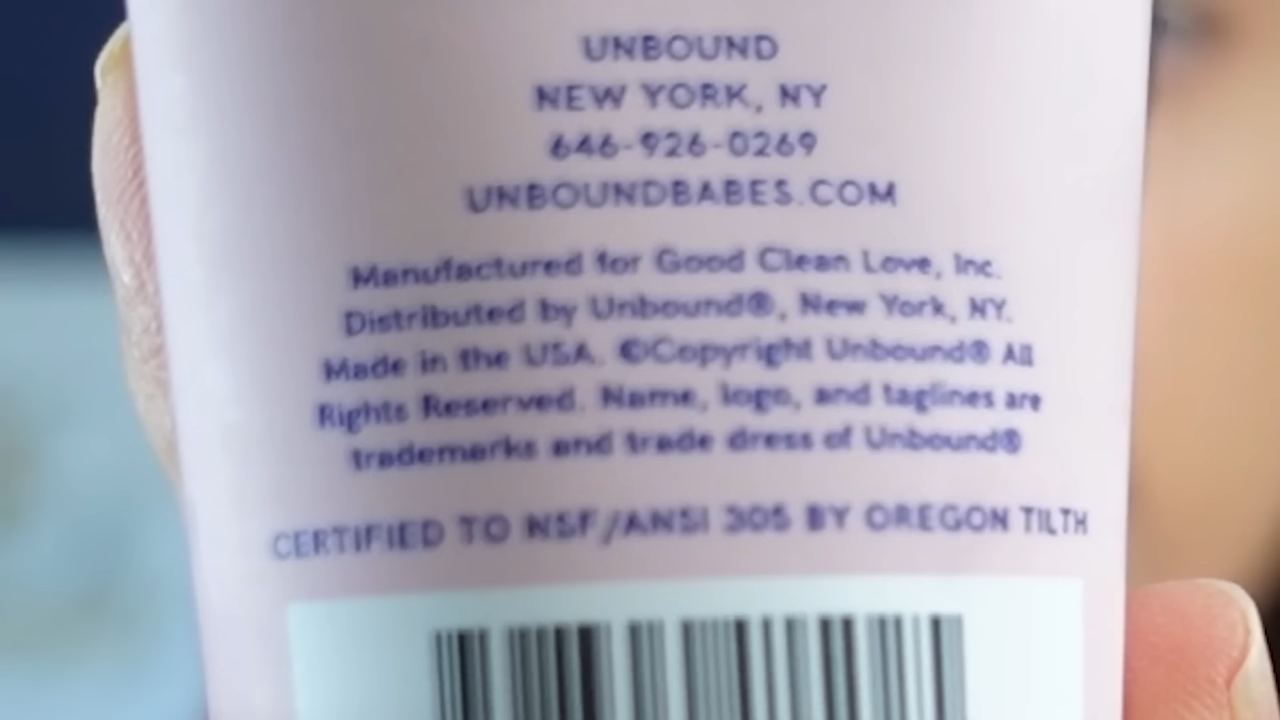 UNBOUND
NEW YORK, NY
646-926-0269
UNBOUNDBABES.COM
Manufactured for Good Clean Love, Inc.
Distributed by Unbound®, New York, NY.
Made in the USA. ©Copyright Unbound® All
Rights Reserved. Name, logo, and taglines are
trademarks and trade dress of Unbound®
CERTIFIED TO NSF/ANSI 305 BY OREGON TILTH